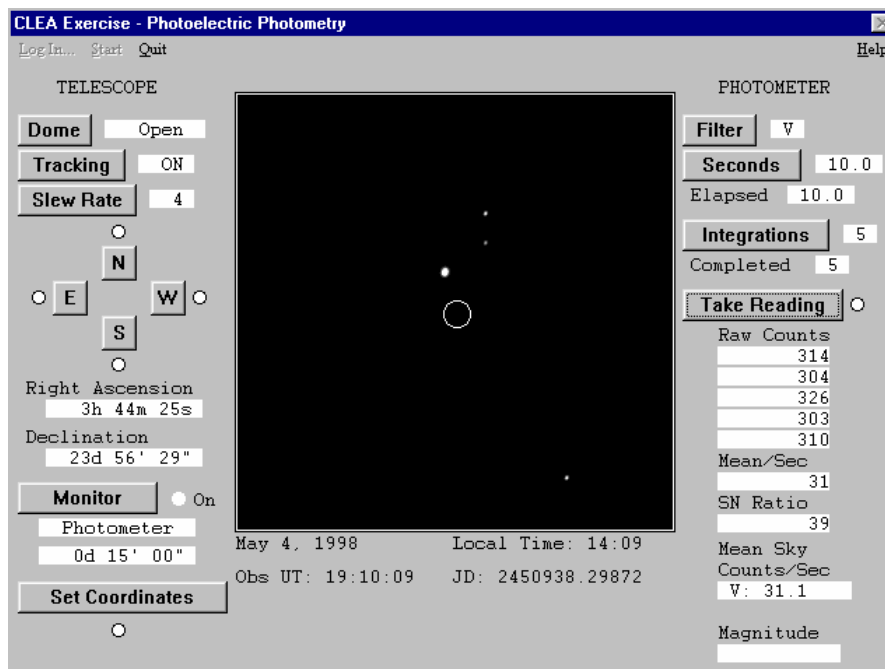 CLEA Exercise - Photoelectric Photometry
Log In... Start Quit Help
TELESCOPE
Dome Open
Tracking ON
Slew Rate 4
N
E W
S
Right Ascension
3h 44m 25s
Declination
23d 56' 29"
Monitor On
Photometer
0d 15' 00"
Set Coordinates
May 4, 1998 Local Time: 14:09
Obs UT: 19:10:09 JD: 2450938.29872
PHOTOMETER
Filter V
Seconds 10.0
Elapsed 10.0
Integrations 5
Completed 5
Take Reading
Raw Counts
314
304
326
303
310
Mean/Sec
31
SN Ratio
39
Mean Sky
Counts/Sec
V: 31.1
Magnitude